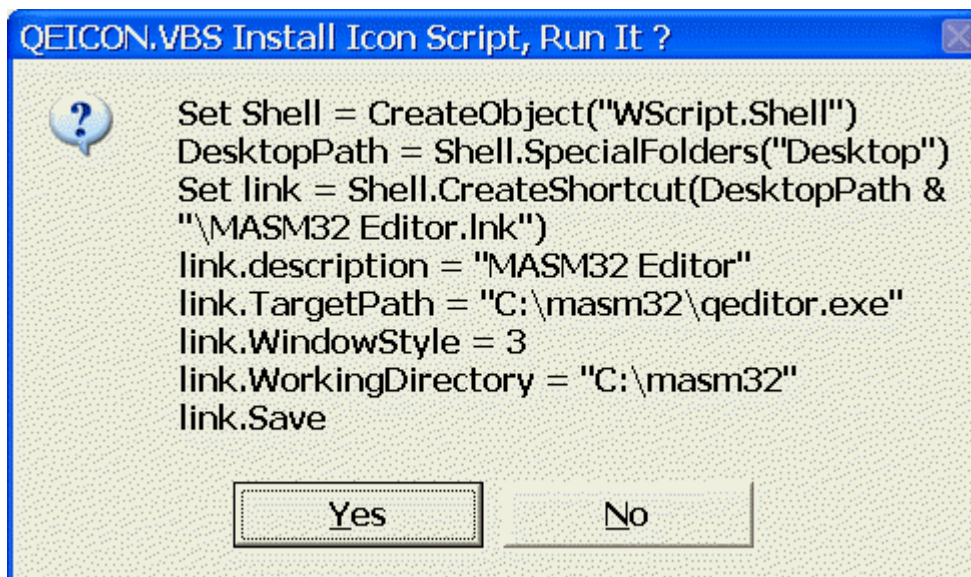 QEICON.VBS Install Icon Script, Run It ?
Set Shell = CreateObject("WScript.Shell")
DesktopPath = Shell.SpecialFolders("Desktop")
Set link = Shell.CreateShortcut(DesktopPath &
"\MASM32 Editor.lnk")
link.description = "MASM32 Editor"
link.TargetPath = "C:\masm32\qeditor.exe"
link.WindowStyle = 3
link.WorkingDirectory = "C:\masm32"
link.Save
Yes No